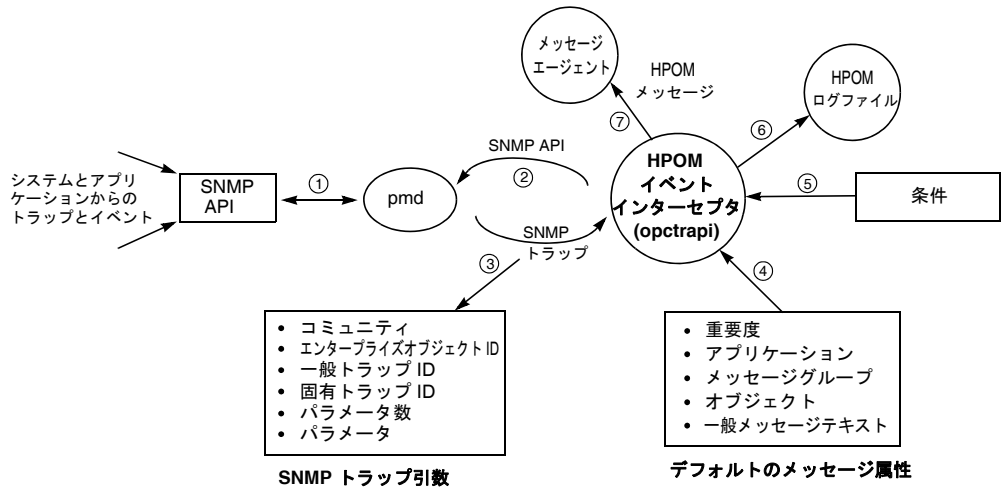 メッセージ
エージェント
HPOM
メッセージ
⑦
HPOM
ログファイル
⑥
システムとアプリ
ケーションからの
トラップとイベント
SNMP
API
①
pmd
SNMP API
②
SNMP
トラップ
③
HPOM
イベント
インターセプタ
(opctrapi)
⑤
条件
④
• コミュニティ
• エンタープライズオブジェクト ID
• 一般トラップ ID
• 固有トラップ ID
• パラメータ数
• パラメータ
SNMP トラップ引数
• 重要度
• アプリケーション
• メッセージグループ
• オブジェクト
• 一般メッセージテキスト
デフォルトのメッセージ属性